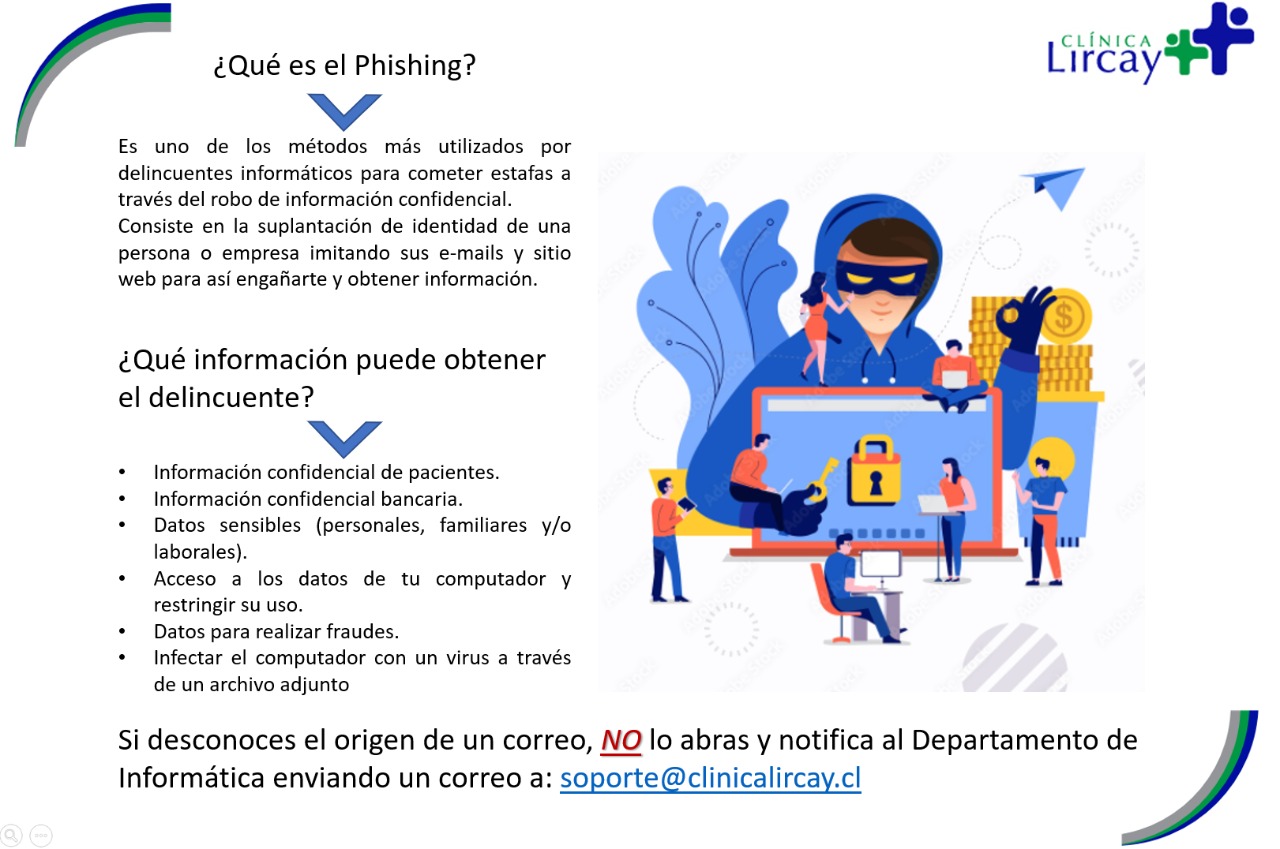 ¿Qué es el Phishing?
CLÍNICA
Lircay
Es uno de los métodos más utilizados por
delincuentes informáticos para cometer estafas a
través del robo de información confidencial.
Consiste en la suplantación de identidad de una
persona o empresa imitando sus e-mails y sitio
web para así engañarte y obtener información.
¿Qué información puede obtener
el delincuente?
• Información confidencial de pacientes.
• Información confidencial bancaria.
• Datos sensibles (personales, familiares y/o
laborales).
• Acceso a los datos de tu computador y
restringir su uso.
• Datos para realizar fraudes.
• Infectar el computador con un virus a través
de un archivo adjunto
$
Adobe Stock
Si desconoces el origen de un correo, NO lo abras y notifica al Departamento de
Informática enviando un correo a: soporte@clinicalircay.cl